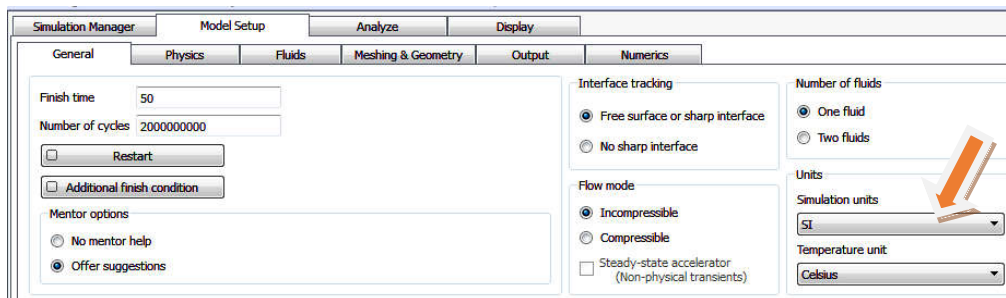 Simulation Manager Model Setup Analyze Display
General Physics Fluids Meshing & Geometry Output Numerics
Finish time 50
Number of cycles 2000000000
Restart
Additional finish condition
Mentor options
No mentor help
Offer suggestions
Interface tracking
Free surface or sharp interface
No sharp interface
Flow mode
Incompressible
Compressible
Steady-state accelerator
(Non-physical transients)
Number of fluids
One fluid
Two fluids
Units
Simulation units
SI
Temperature unit
Celsius